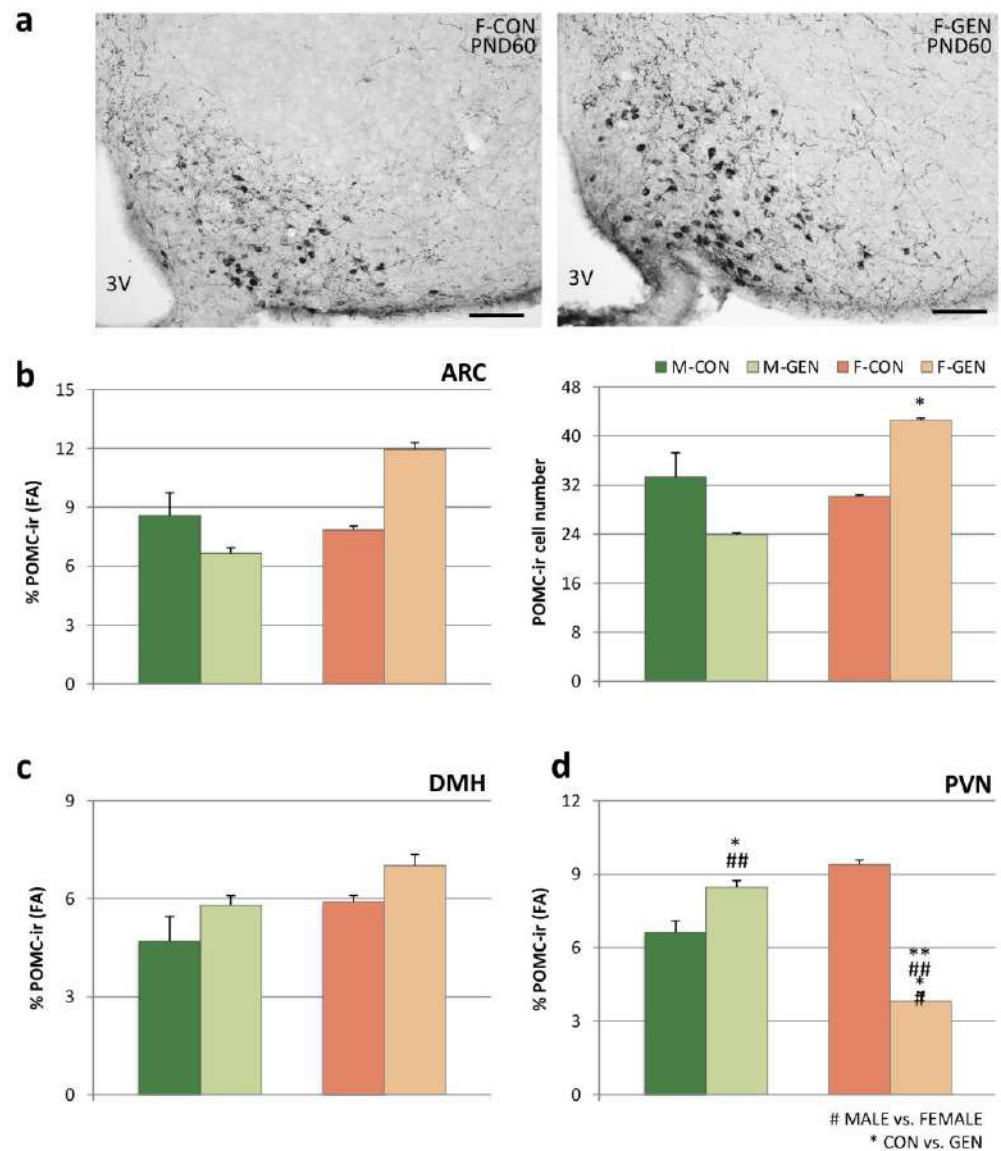 a
F-CON
PND60
3V
F-GEN
PND60
3V
b
ARC
% POMC-ir (FA)
15
12
9
6
3
0
M-CON M-GEN F-CON F-GEN
POMC-ir cell number
48
40
32
24
16
8
0
*
c
DMH
% POMC-ir (FA)
9
6
3
0
d
PVN
% POMC-ir (FA)
12
9
6
3
0
*
##
**
##
*
#
# MALE vs. FEMALE
* CON vs. GEN